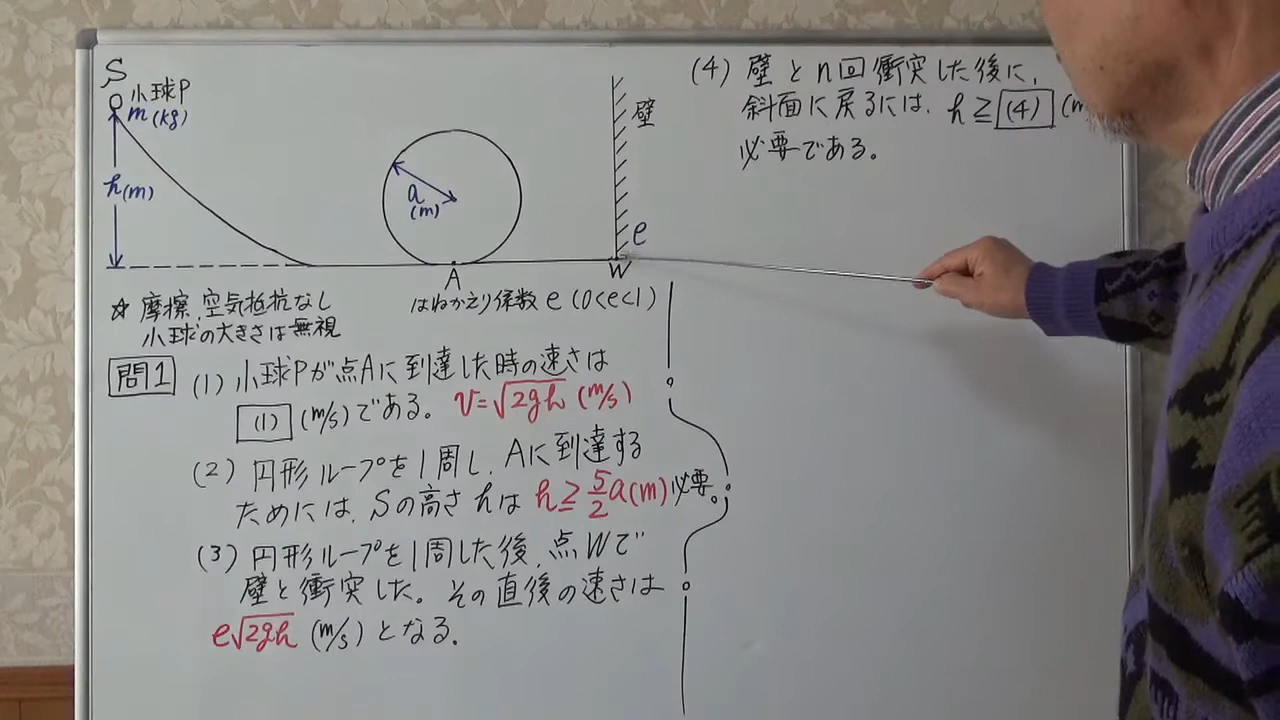 S
小球P
m(kg)
h(m)
a
(m)
壁
e
A
W
☆ 摩擦、空気抵抗なし
小球の大きさは無視
はねかえり係数 e (0<e<1)
問1
(1) 小球Pが点Aに到達した時の速さは
(1) (m/s)である。 v=√2gh (m/s)
(2) 円形ループを1周し、Aに到達する
ためには、Sの高さhは h≧5/2a(m)必要。
(3) 円形ループを1周した後、点Wで
壁と衝突した。その直後の速さは
e√2gh (m/s)となる。
(4) 壁とn回衝突した後に、
斜面に戻るには、h≧(4) (m
必要である。